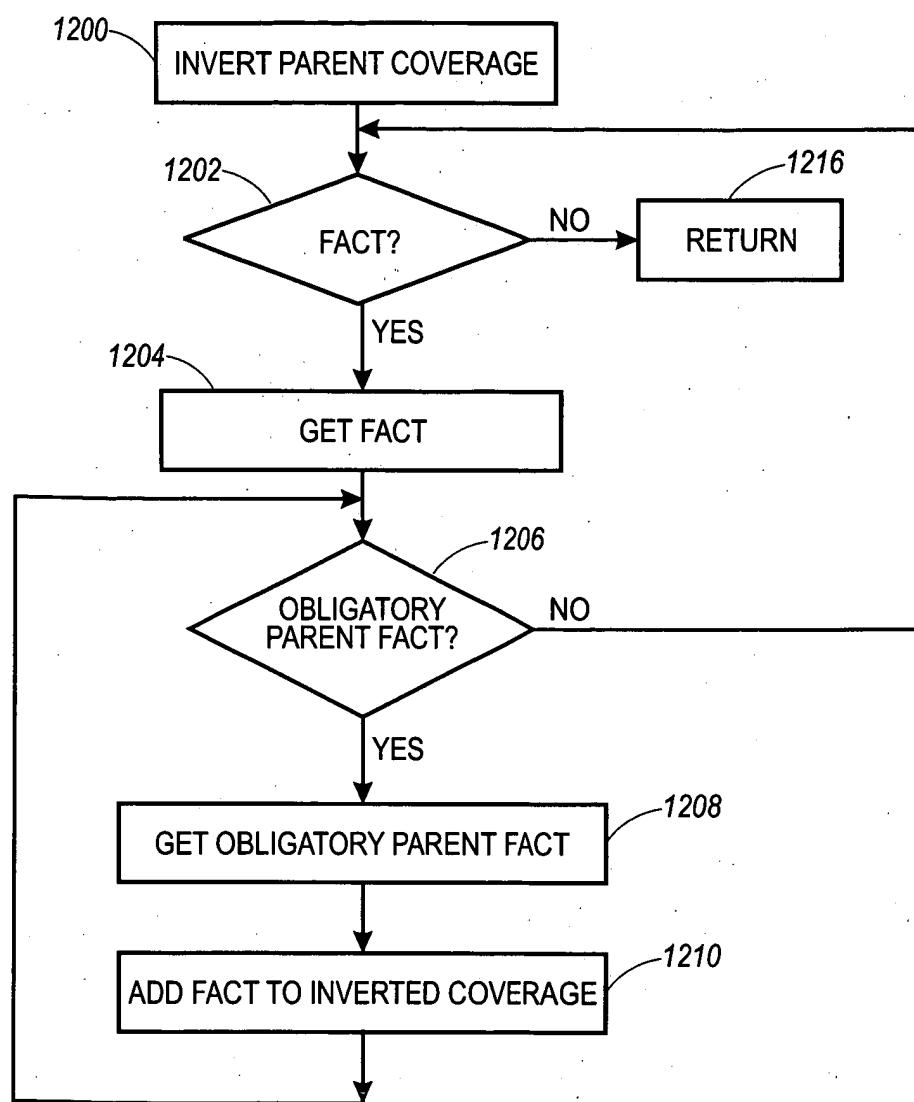 1200
INVERT PARENT COVERAGE
1202
1216
FACT?
NO
RETURN
YES
1204
GET FACT
1206
OBLIGATORY
PARENT FACT?
NO
YES
1208
GET OBLIGATORY PARENT FACT
1210
ADD FACT TO INVERTED COVERAGE